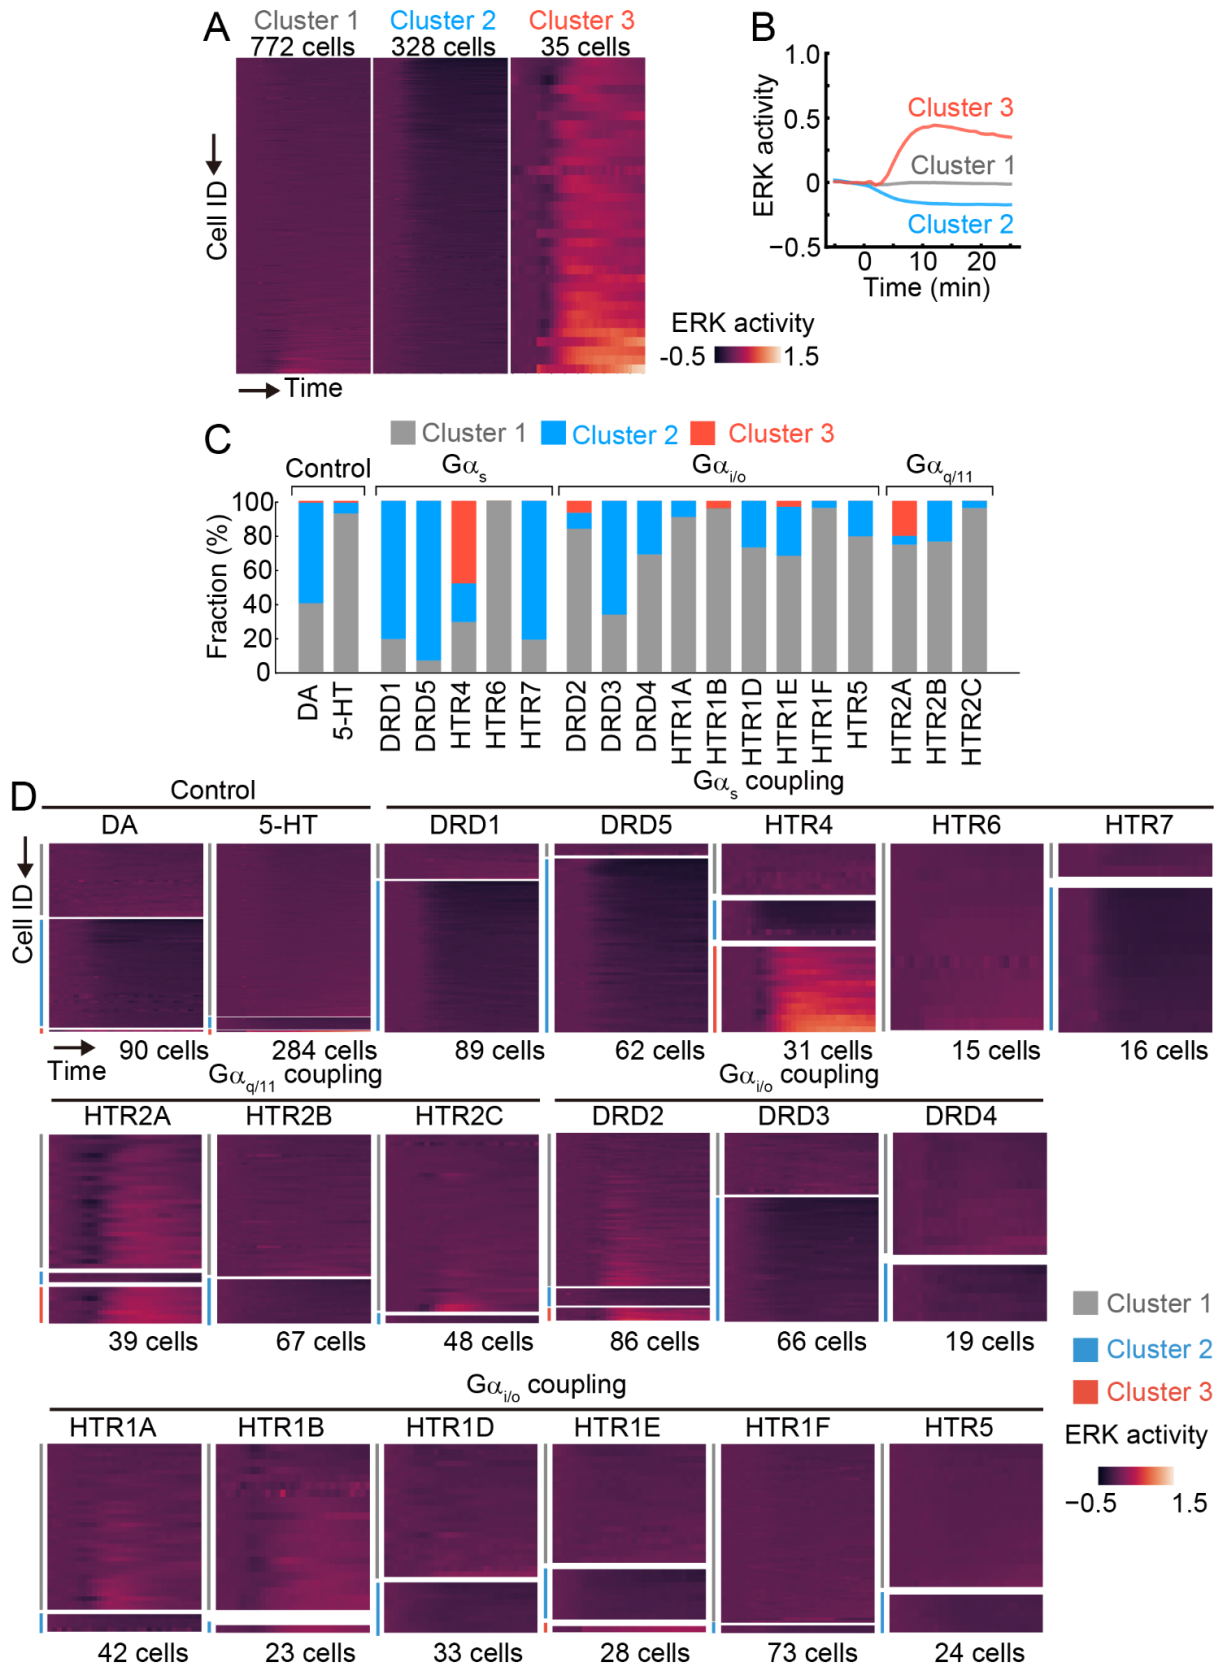 A
Cluster 1 Cluster 2 Cluster 3
772 cells 328 cells 35 cells
Cell ID
Time
ERK activity
-0.5 1.5
B
1.0
0.5
0
−0.5
ERK activity
Cluster 3
Cluster 1
Cluster 2
0 10 20
Time (min)
C
Cluster 1 Cluster 2 Cluster 3
Control Gαs Gαi/o Gαq/11
100
80
60
40
20
0
Fraction (%)
DA 5-HT DRD1 DRD5 HTR4 HTR6 HTR7 DRD2 DRD3 DRD4 HTR1A HTR1B HTR1D HTR1E HTR1F HTR5 HTR2A HTR2B HTR2C
D
Control Gαs coupling
DA 5-HT DRD1 DRD5 HTR4 HTR6 HTR7
Cell ID
Time
90 cells 284 cells 89 cells 62 cells 31 cells 15 cells 16 cells
Gαq/11 coupling Gαi/o coupling
HTR2A HTR2B HTR2C DRD2 DRD3 DRD4
39 cells 67 cells 48 cells 86 cells 66 cells 19 cells
Cluster 1
Cluster 2
Cluster 3
ERK activity
−0.5 1.5
Gαi/o coupling
HTR1A HTR1B HTR1D HTR1E HTR1F HTR5
42 cells 23 cells 33 cells 28 cells 73 cells 24 cells